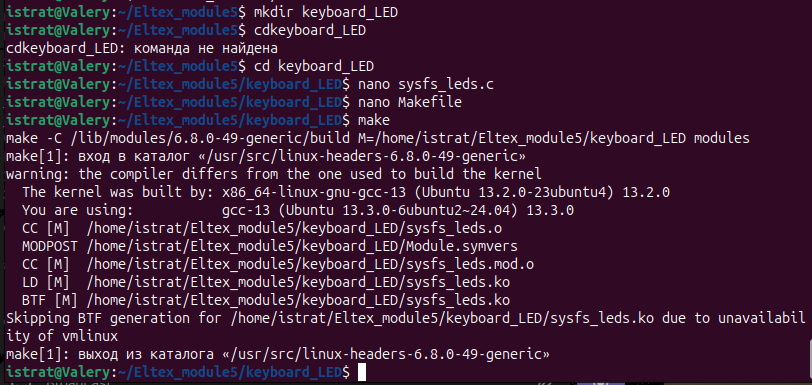 istrat@Valery:~/Eltex_module5$ mkdir keyboard_LED
istrat@Valery:~/Eltex_module5$ cdkeyboard_LED
cdkeyboard_LED: команда не найдена
istrat@Valery:~/Eltex_module5$ cd keyboard_LED
istrat@Valery:~/Eltex_module5/keyboard_LED$ nano sysfs_leds.c
istrat@Valery:~/Eltex_module5/keyboard_LED$ nano Makefile
istrat@Valery:~/Eltex_module5/keyboard_LED$ make
make -C /lib/modules/6.8.0-49-generic/build M=/home/istrat/Eltex_module5/keyboard_LED modules
make[1]: вход в каталог «/usr/src/linux-headers-6.8.0-49-generic»
warning: the compiler differs from the one used to build the kernel
  The kernel was built by: x86_64-linux-gnu-gcc-13 (Ubuntu 13.2.0-23ubuntu4) 13.2.0
  You are using:           gcc-13 (Ubuntu 13.3.0-6ubuntu2~24.04) 13.3.0
  CC [M]  /home/istrat/Eltex_module5/keyboard_LED/sysfs_leds.o
  MODPOST /home/istrat/Eltex_module5/keyboard_LED/Module.symvers
  CC [M]  /home/istrat/Eltex_module5/keyboard_LED/sysfs_leds.mod.o
  LD [M]  /home/istrat/Eltex_module5/keyboard_LED/sysfs_leds.ko
  BTF [M] /home/istrat/Eltex_module5/keyboard_LED/sysfs_leds.ko
Skipping BTF generation for /home/istrat/Eltex_module5/keyboard_LED/sysfs_leds.ko due to unavailabil
ity of vmlinux
make[1]: выход из каталога «/usr/src/linux-headers-6.8.0-49-generic»
istrat@Valery:~/Eltex_module5/keyboard_LED$